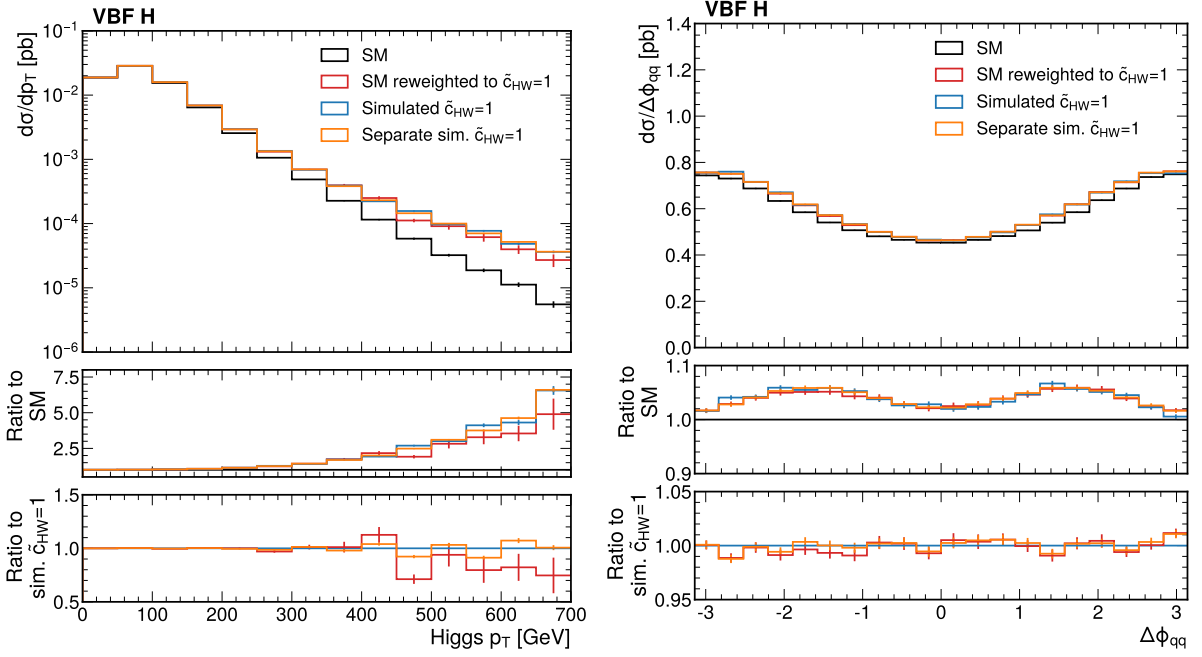 VBF H
dσ/dp_T [pb]
10⁻¹
10⁻²
10⁻³
10⁻⁴
10⁻⁵
10⁻⁶
SM
SM reweighted to c̃_HW=1
Simulated c̃_HW=1
Separate sim. c̃_HW=1
Ratio to
SM
7.5
5.0
2.5
Ratio to
sim. c̃_HW=1
1.5
1.0
0.5
0 100 200 300 400 500 600 700
Higgs p_T [GeV]
VBF H
dσ/Δϕ_qq [pb]
1.4
1.2
1.0
0.8
0.6
0.4
0.2
0.0
SM
SM reweighted to c̃_HW=1
Simulated c̃_HW=1
Separate sim. c̃_HW=1
Ratio to
SM
1.1
1.0
0.9
Ratio to
sim. c̃_HW=1
1.05
1.00
0.95
-3 -2 -1 0 1 2 3
Δϕ_qq